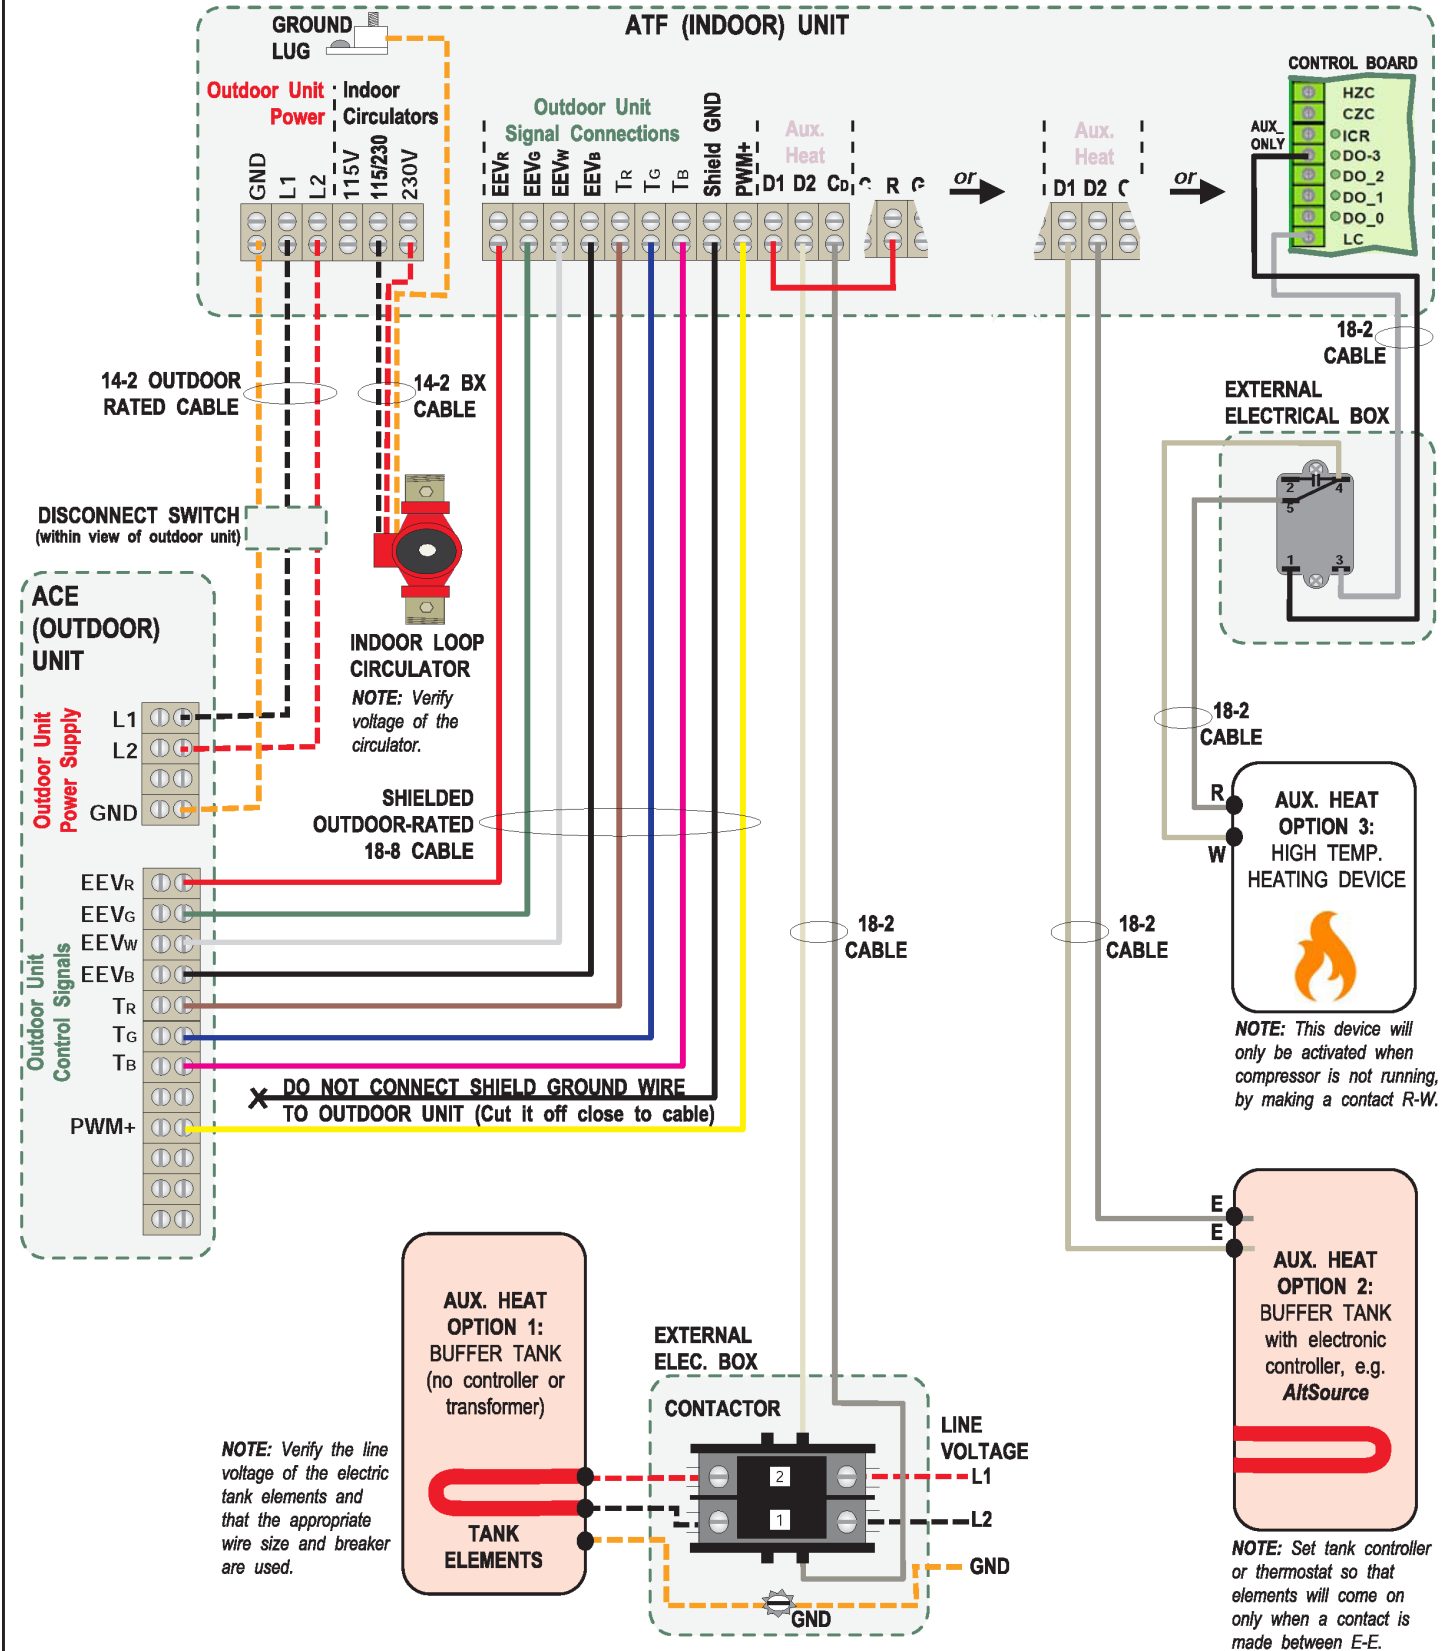 ATF (INDOOR) UNIT
GROUND
LUG
Outdoor Unit
Power
Indoor
Circulators
GND
L1
L2
115V
115/230
230V
Outdoor Unit
Signal Connections
EEVR
EEVG
EEVW
EEVB
TR
TG
TB
Shield GND
PWM+
Aux.
Heat
D1 D2 CD
R
or
Aux.
Heat
D1 D2
or
CONTROL BOARD
AUX_
ONLY
HZC
CZC
ICR
DO-3
DO_2
DO_1
DO_0
LC
18-2
CABLE
14-2 OUTDOOR
RATED CABLE
14-2 BX
CABLE
EXTERNAL
ELECTRICAL BOX
2
4
5
1
3
DISCONNECT SWITCH
(within view of outdoor unit)
ACE
(OUTDOOR)
UNIT
INDOOR LOOP
CIRCULATOR
NOTE: Verify
voltage of the
circulator.
Outdoor Unit
Power Supply
L1
L2
GND
18-2
CABLE
SHIELDED
OUTDOOR-RATED
18-8 CABLE
R
W
AUX. HEAT
OPTION 3:
HIGH TEMP.
HEATING DEVICE
NOTE: This device will
only be activated when
compressor is not running,
by making a contact R-W.
Outdoor Unit
Control Signals
EEVR
EEVG
EEVW
EEVB
TR
TG
TB
PWM+
18-2
CABLE
18-2
CABLE
DO NOT CONNECT SHIELD GROUND WIRE
TO OUTDOOR UNIT (Cut it off close to cable)
E
E
AUX. HEAT
OPTION 2:
BUFFER TANK
with electronic
controller, e.g.
AltSource
NOTE: Set tank controller
or thermostat so that
elements will come on
only when a contact is
made between E-E.
AUX. HEAT
OPTION 1:
BUFFER TANK
(no controller or
transformer)
TANK
ELEMENTS
NOTE: Verify the line
voltage of the electric
tank elements and
that the appropriate
wire size and breaker
are used.
EXTERNAL
ELEC. BOX
CONTACTOR
2
1
LINE
VOLTAGE
L1
L2
GND
GND